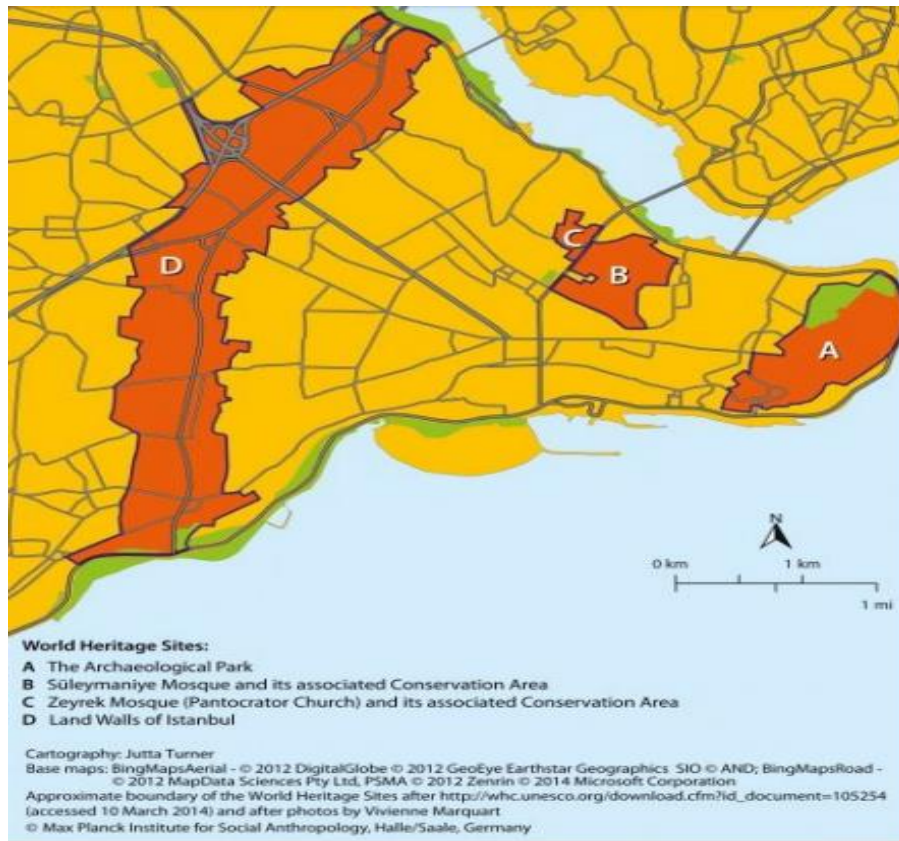 D
C
B
A
N
0 km 1 km
1 mi
World Heritage Sites:
A The Archaeological Park
B Süleymaniye Mosque and its associated Conservation Area
C Zeyrek Mosque (Pantocrator Church) and its associated Conservation Area
D Land Walls of Istanbul
Cartography: Jutta Turner
Base maps: BingMapsAerial - © 2012 DigitalGlobe © 2012 GeoEye Earthstar Geographics SIO © AND; BingMapsRoad -
© 2012 MapData Sciences Pty Ltd, PSMA © 2012 Zenrin © 2014 Microsoft Corporation
Approximate boundary of the World Heritage Sites after http://whc.unesco.org/download.cfm?id_document=105254
(accessed 10 March 2014) and after photos by Vivienne Marquart
© Max Planck Institute for Social Anthropology, Halle/Saale, Germany